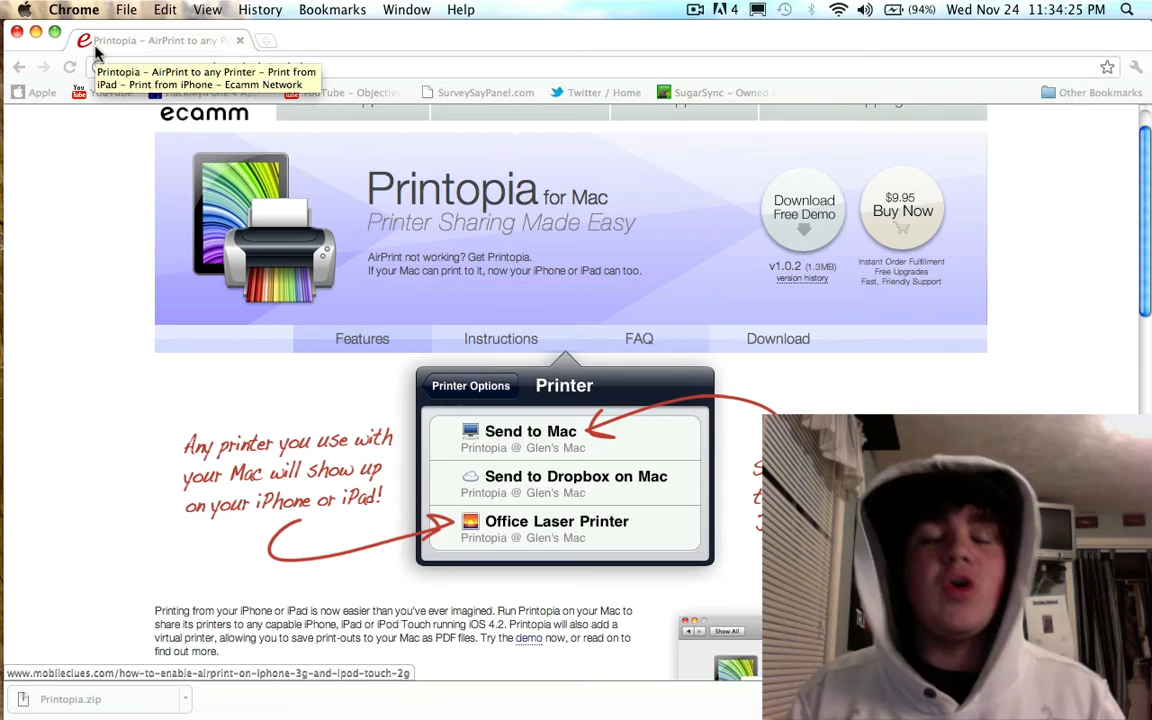 Chrome File Edit View History Bookmarks Window Help 4 (94%) Wed Nov 24 11:34:25 PM
Printopia – AirPrint to any P
Printopia – AirPrint to any Printer – Print from
iPad – Print from iPhone – Ecamm Network
Apple YouTube YouTube – Objectiv SurveySayPanel.com Twitter / Home SugarSync – Owned Other Bookmarks
ecamm
Printopia for Mac
Printer Sharing Made Easy
AirPrint not working? Get Printopia.
If your Mac can print to it, now your iPhone or iPad can too.
Download
Free Demo
v1.0.2 (1.3MB)
version history
$9.95
Buy Now
Instant Order Fulfillment
Free Upgrades
Fast, Friendly Support
Features Instructions FAQ Download
Printer Options Printer
Send to Mac
Printopia @ Glen's Mac
Send to Dropbox on Mac
Printopia @ Glen's Mac
Office Laser Printer
Printopia @ Glen's Mac
Any printer you use with
your Mac will show up
on your iPhone or iPad!
Printing from your iPhone or iPad is now easier than you've ever imagined. Run Printopia on your Mac to
share its printers to any capable iPhone, iPad or iPod Touch running iOS 4.2. Printopia will also add a
virtual printer, allowing you to save print-outs to your Mac as PDF files. Try the demo now, or read on to
find out more.
Show All
www.mobileclues.com/how-to-enable-airprint-on-iphone-3g-and-ipod-touch-2g
Printopia.zip